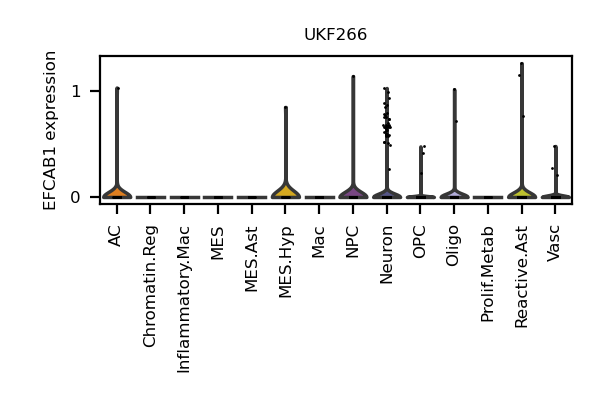 UKF266
EFCAB1 expression
1
0
AC
Chromatin.Reg
Inflammatory.Mac
MES
MES.Ast
MES.Hyp
Mac
NPC
Neuron
OPC
Oligo
Prolif.Metab
Reactive.Ast
Vasc